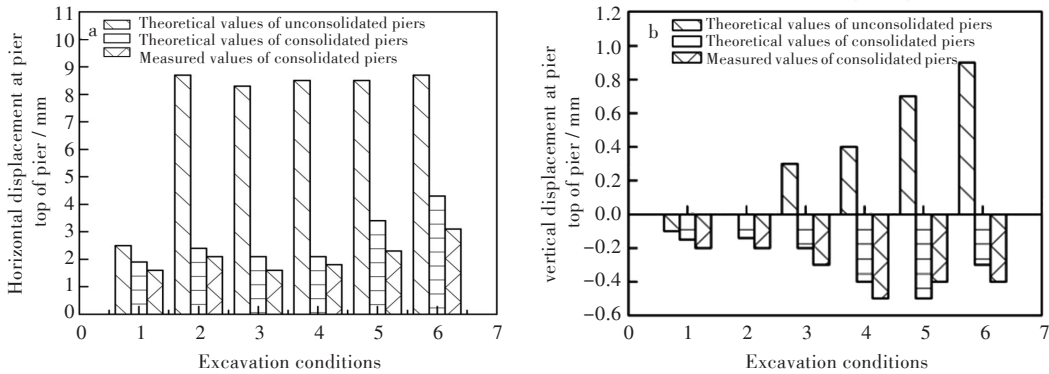 a
Theoretical values of unconsolidated piers
Theoretical values of consolidated piers
Measured values of consolidated piers
Horizontal displacement at pier
top of pier / mm
11
10
9
8
7
6
5
4
3
2
1
0
0 1 2 3 4 5 6 7
Excavation conditions
b
Theoretical values of unconsolidated piers
Theoretical values of consolidated piers
Measured values of consolidated piers
vertical displacement at pier
top of pier / mm
1.2
1.0
0.8
0.6
0.4
0.2
0.0
−0.2
−0.4
−0.6
0 1 2 3 4 5 6 7
Excavation conditions